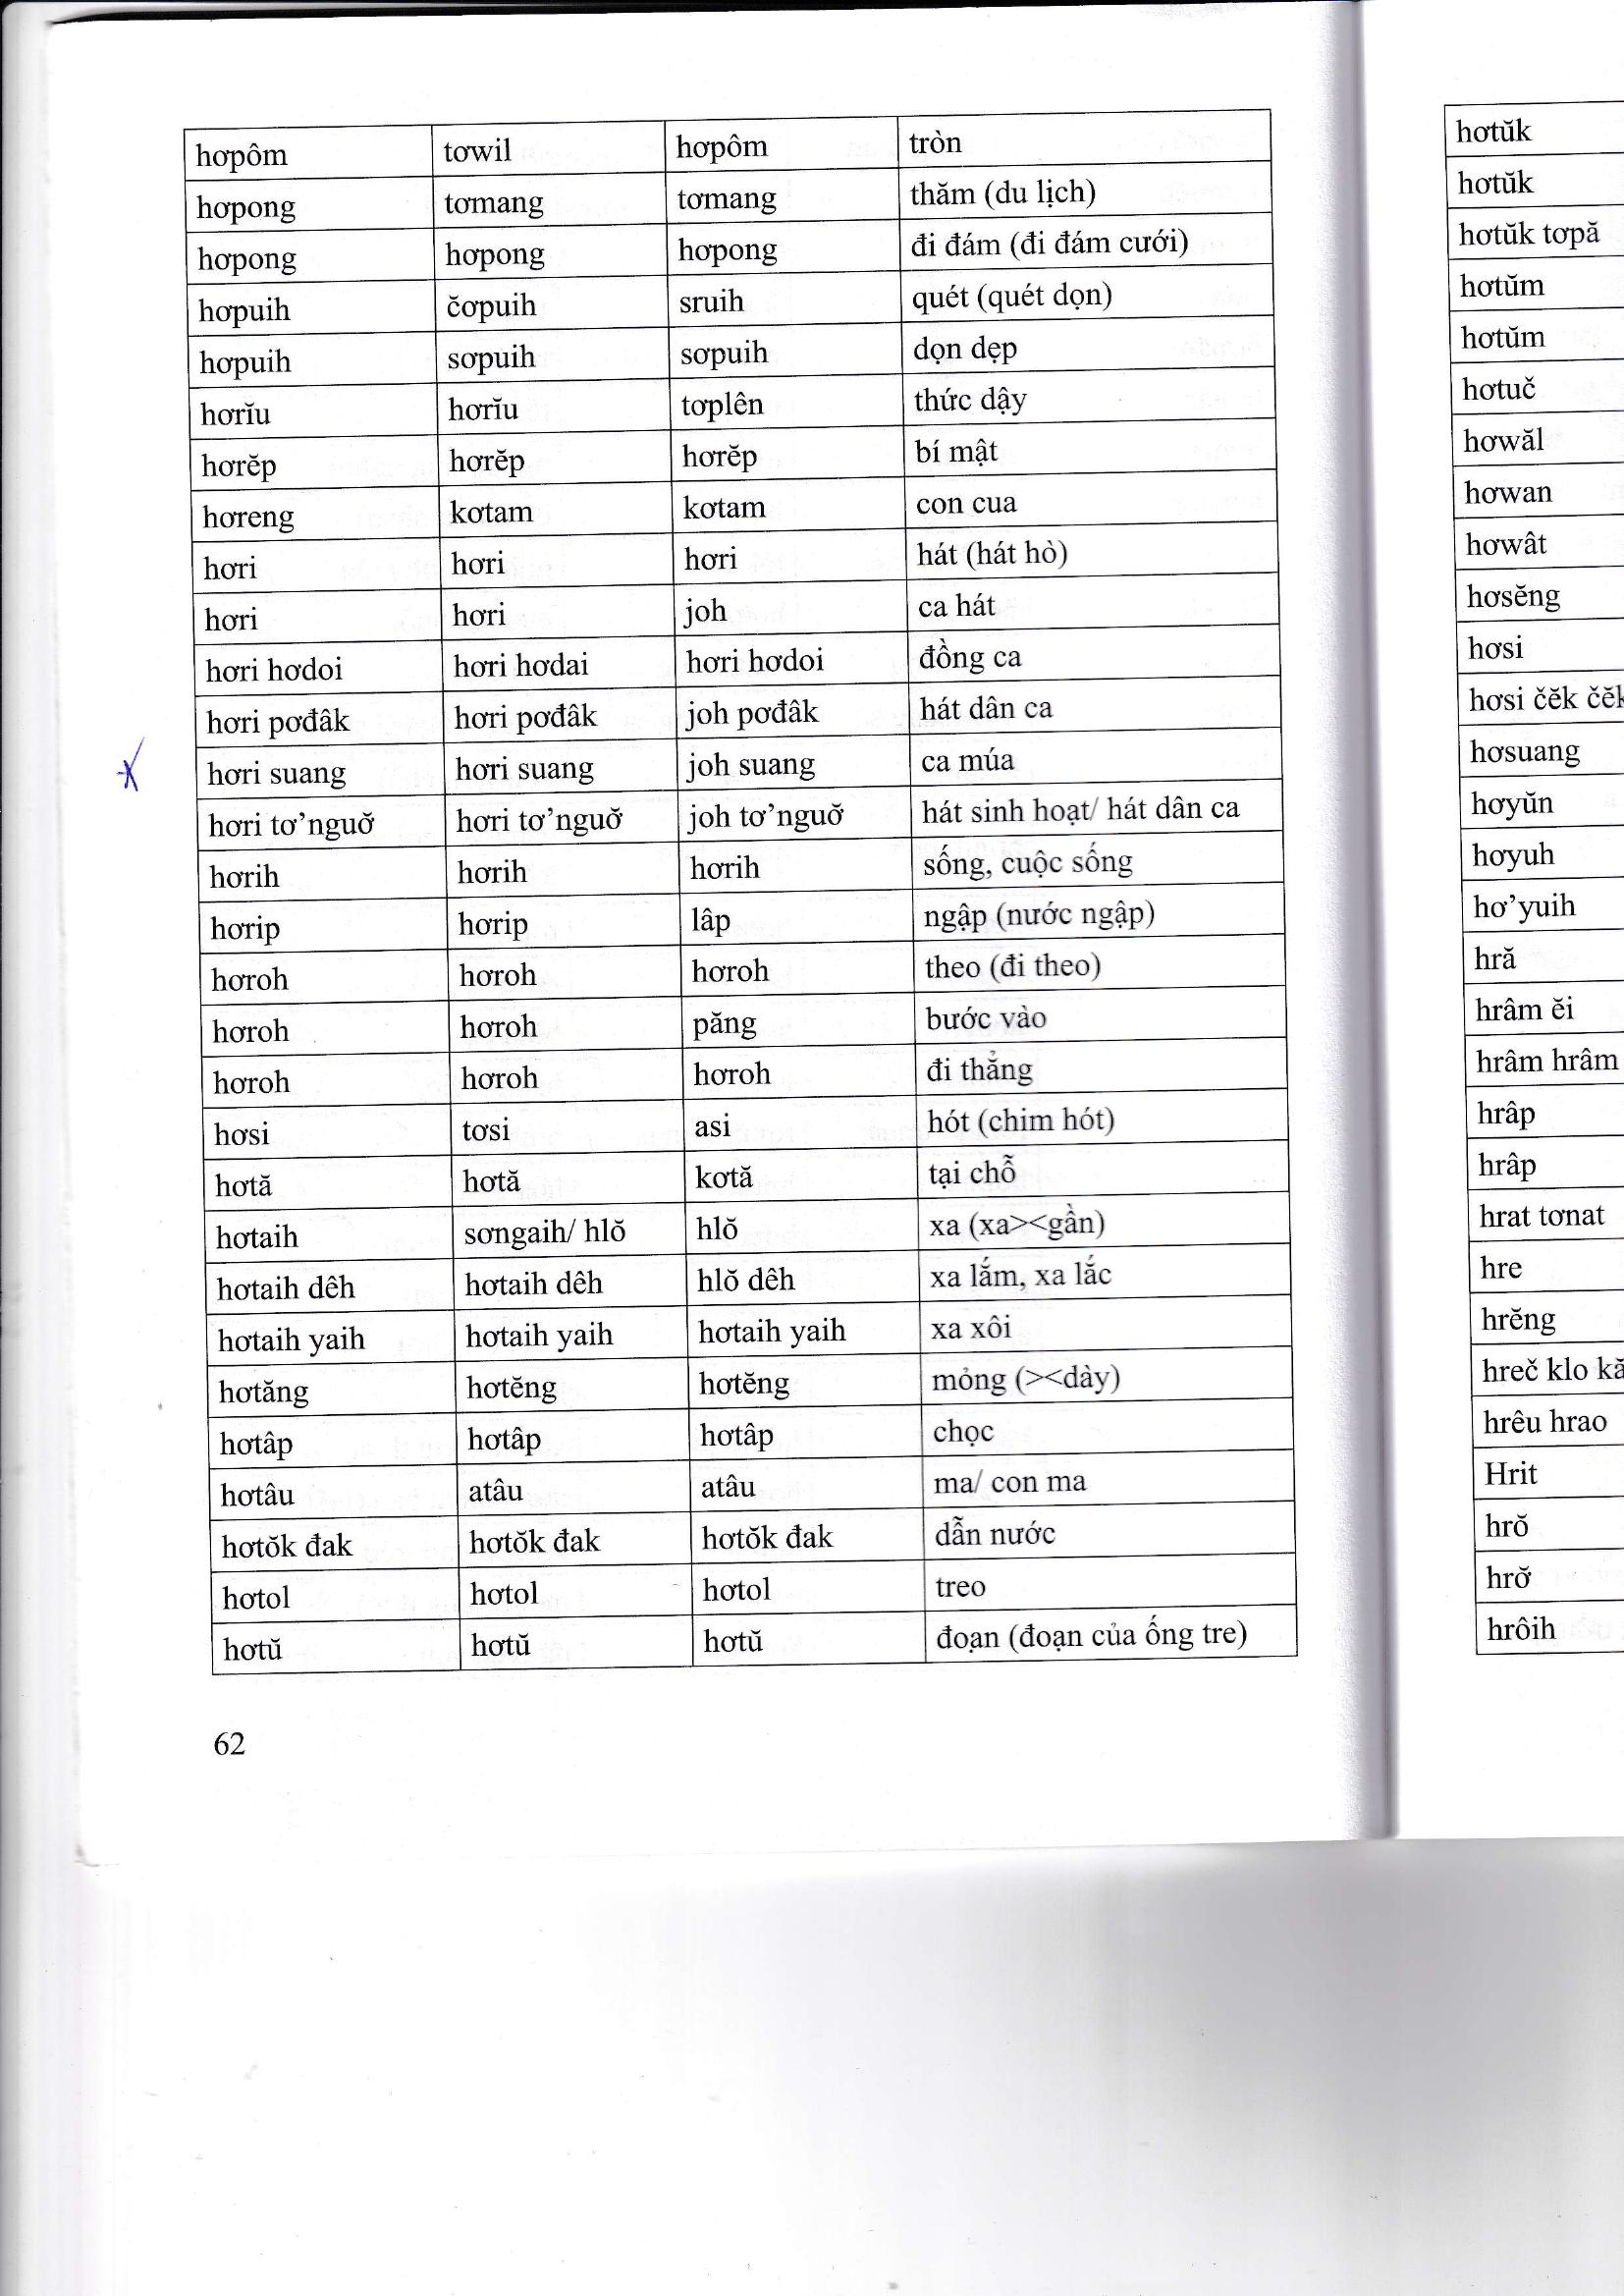 hơpôm tơwil hơpôm tròn
hơpong tơmang tơmang thăm (du lịch)
hơpong hơpong hơpong đi đám (đi đám cưới)
hơpuih čơpuih sruih quét (quét dọn)
hơpuih sơpuih sơpuih dọn dẹp
hơrĭu hơrĭu tơplên thức dậy
hơrĕp hơrĕp hơrĕp bí mật
hơreng kơtam kơtam con cua
hơri hơri hơri hát (hát hò)
hơri hơri joh ca hát
hơri hơdoi hơri hơdai hơri hơdoi đồng ca
hơri pơđâk hơri pơđâk joh pơđâk hát dân ca
hơri suang hơri suang joh suang ca múa
hơri tơ’nguơ̆ hơri tơ’nguơ̆ joh tơ’nguơ̆ hát sinh hoạt/ hát dân ca
hơrih hơrih hơrih sống, cuộc sống
hơrip hơrip lâp ngập (nước ngập)
hơroh hơroh hơroh theo (đi theo)
hơroh hơroh păng bước vào
hơroh hơroh hơroh đi thẳng
hơsi tơsi asi hót (chim hót)
hơtă hơtă kơtă tại chỗ
hơtaih sơngaih/ hlŏ hlŏ xa (xa><gần)
hơtaih dêh hơtaih dêh hlŏ dêh xa lắm, xa lắc
hơtaih yaih hơtaih yaih hơtaih yaih xa xôi
hơtăng hơtĕng hơtĕng mỏng (><dày)
hơtâp hơtâp hơtâp chọc
hơtâu atâu atâu ma/ con ma
hơtŏk đak hơtŏk đak hơtŏk đak dẫn nước
hơtol hơtol hơtol treo
hơtŭ hơtŭ hơtŭ đoạn (đoạn của ống tre)
62
hơtŭk
hơtŭk
hơtŭk tơpă
hơtŭm
hơtŭm
hơtuč
hơwăl
hơwan
hơwât
hơsĕng
hơsi
hơsi čĕk
hơsuang
hơyŭn
hơyuh
hơ’yuih
hră
hrâm ĕi
hrâm hrâm
hrâp
hrâp
hrat tơnat
hre
hrĕng
hreč klo
hrêu hrao
Hrit
hrŏ
hrơ̆
hrôih